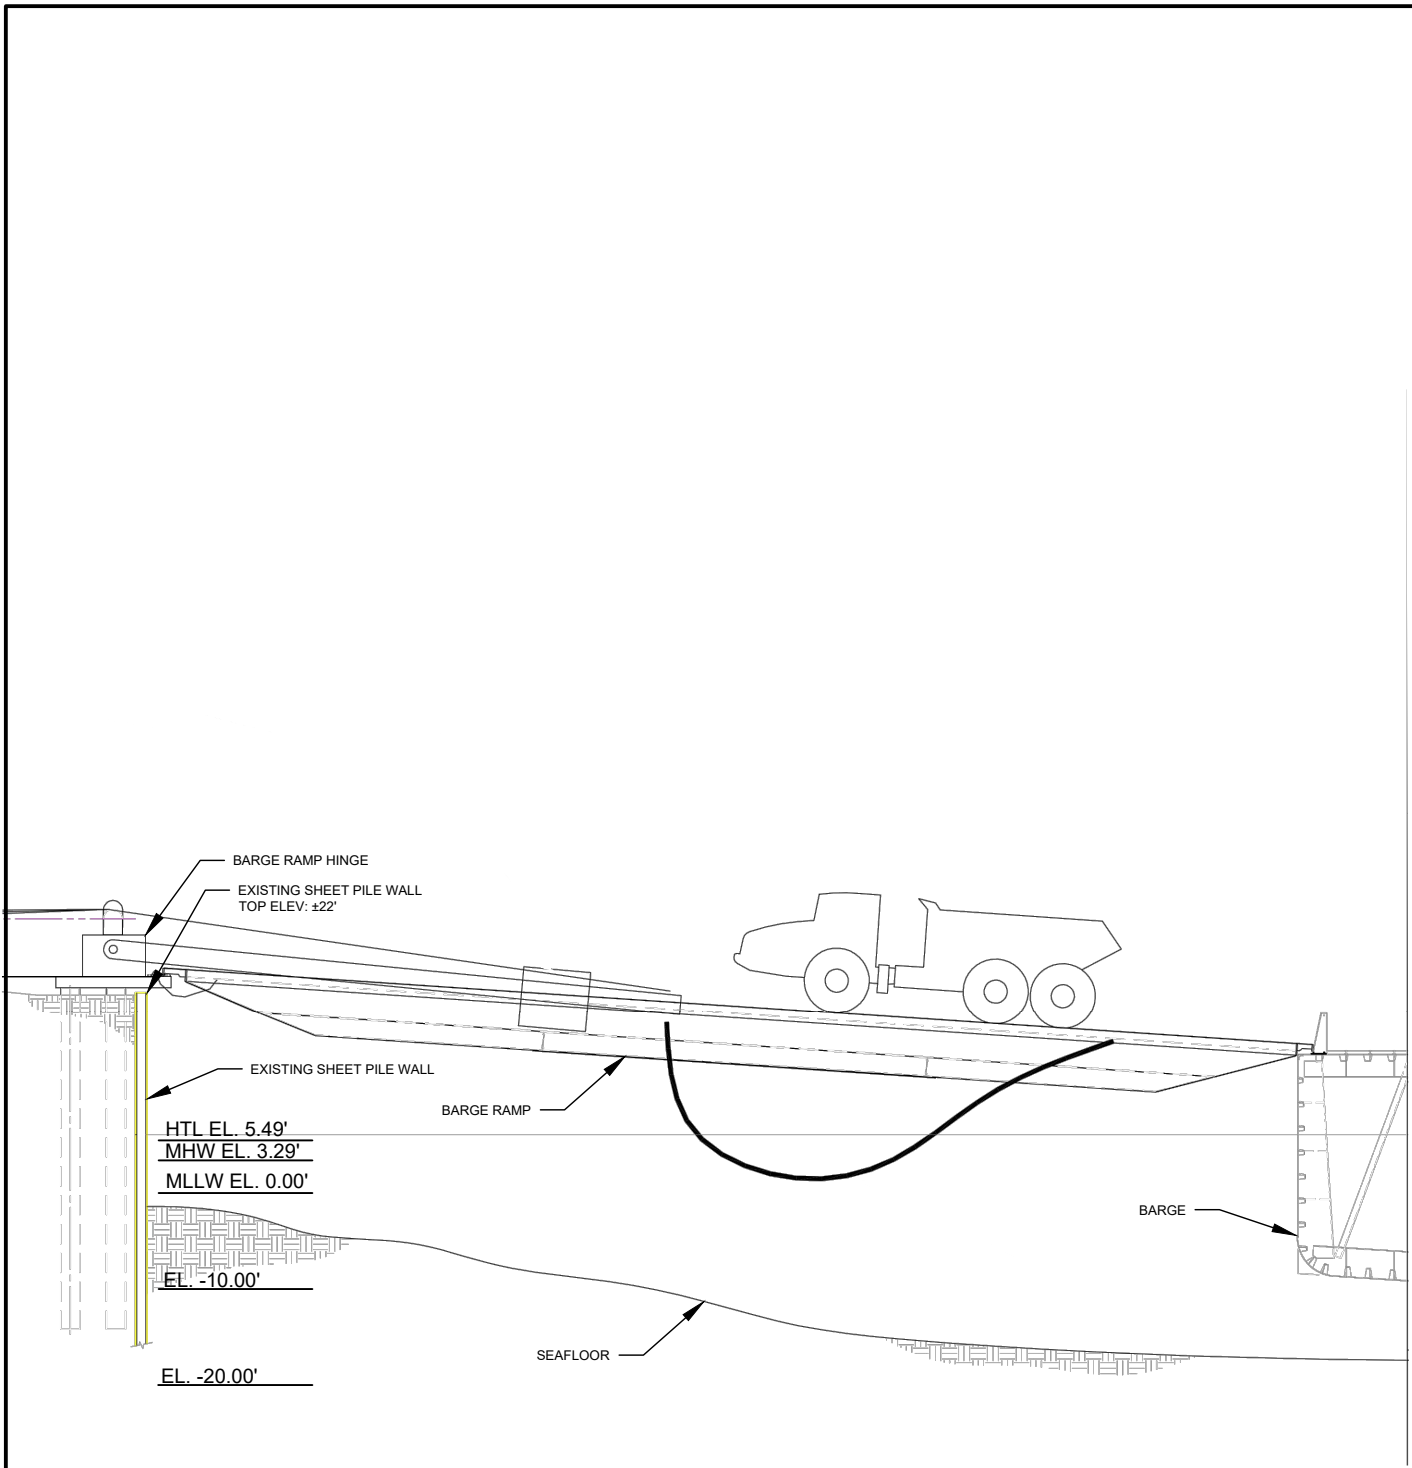 BARGE RAMP HINGE
EXISTING SHEET PILE WALL
TOP ELEV: ±22'
EXISTING SHEET PILE WALL
BARGE RAMP
HTL EL. 5.49'
MHW EL. 3.29'
MLLW EL. 0.00'
BARGE
EL. -10.00'
SEAFLOOR
EL. -20.00'